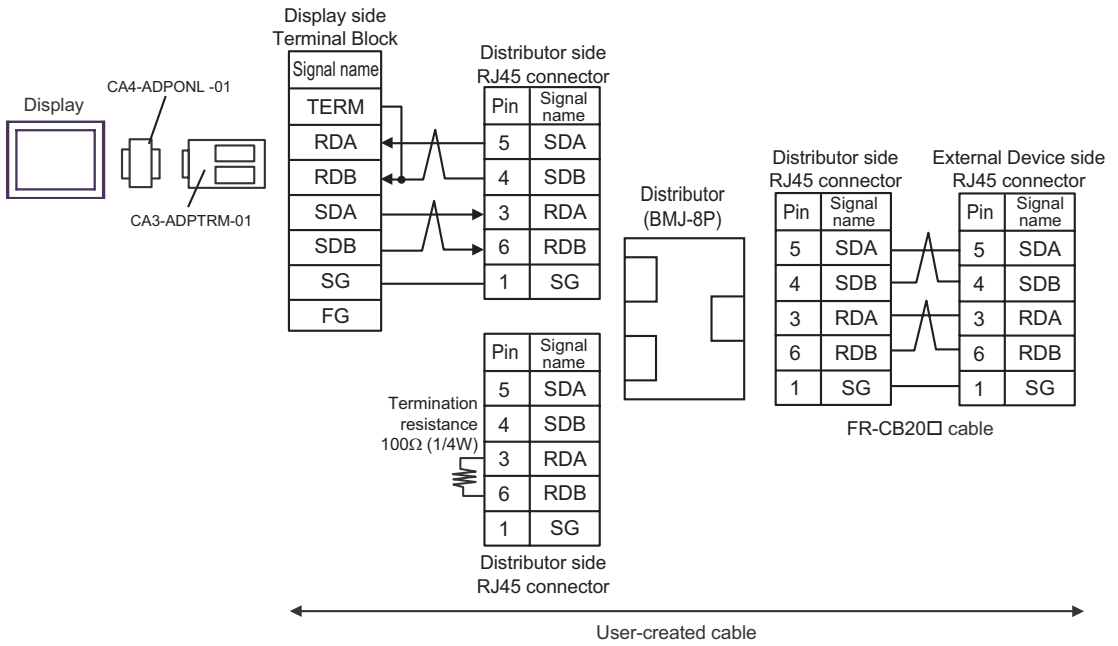 Display
CA4-ADPONL -01
CA3-ADPTRM-01
Display side
Terminal Block
Signal name
TERM
RDA
RDB
SDA
SDB
SG
FG
Distributor side
RJ45 connector
Pin Signal name
5 SDA
4 SDB
3 RDA
6 RDB
1 SG
Termination
resistance
100Ω (1/4W)
Pin Signal name
5 SDA
4 SDB
3 RDA
6 RDB
1 SG
Distributor side
RJ45 connector
Distributor
(BMJ-8P)
Distributor side
RJ45 connector
Pin Signal name
5 SDA
4 SDB
3 RDA
6 RDB
1 SG
External Device side
RJ45 connector
Pin Signal name
5 SDA
4 SDB
3 RDA
6 RDB
1 SG
FR-CB20□ cable
User-created cable